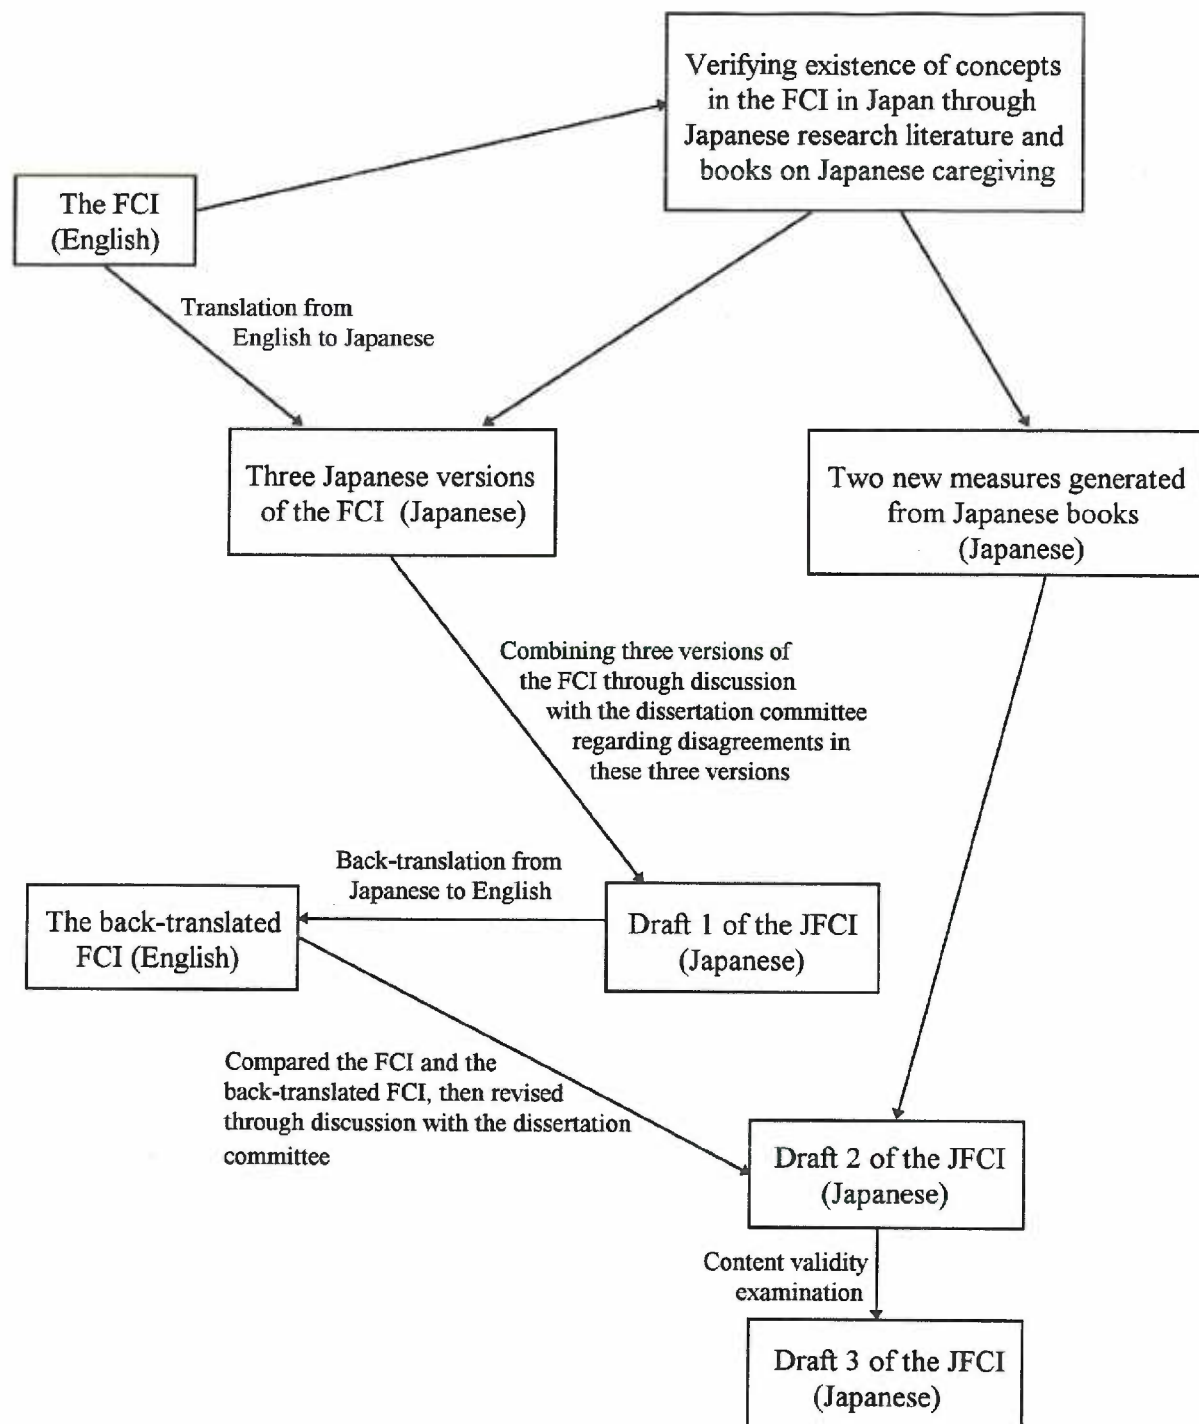 Verifying existence of concepts
in the FCI in Japan through
Japanese research literature and
books on Japanese caregiving
The FCI
(English)
Translation from
English to Japanese
Three Japanese versions
of the FCI (Japanese)
Two new measures generated
from Japanese books
(Japanese)
Combining three versions of
the FCI through discussion
with the dissertation committee
regarding disagreements in
these three versions
Back-translation from
Japanese to English
The back-translated
FCI (English)
Draft 1 of the JFCI
(Japanese)
Compared the FCI and the
back-translated FCI, then revised
through discussion with the dissertation
committee
Draft 2 of the JFCI
(Japanese)
Content validity
examination
Draft 3 of the JFCI
(Japanese)